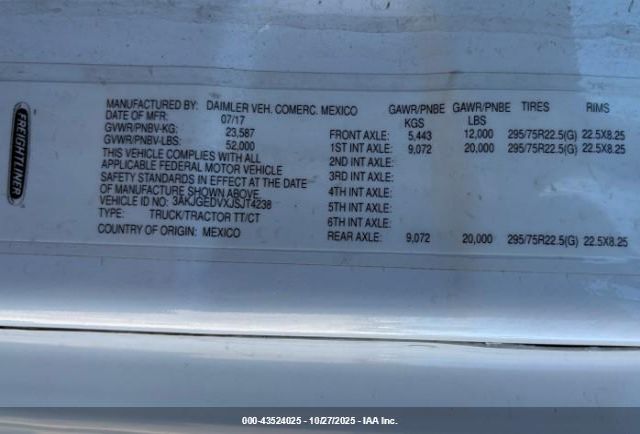 FREIGHTLINER
MANUFACTURED BY: DAIMLER VEH. COMERC. MEXICO
DATE OF MFR: 07/17
GVWR/PNBV-KG: 23,587
GVWR/PNBV-LBS: 52,000
THIS VEHICLE COMPLIES WITH ALL
APPLICABLE FEDERAL MOTOR VEHICLE
SAFETY STANDARDS IN EFFECT AT THE DATE
OF MANUFACTURE SHOWN ABOVE
VEHICLE ID NO: 3AKJGEDVXJSJT4238
TYPE: TRUCK/TRACTOR TT/CT
COUNTRY OF ORIGIN: MEXICO
GAWR/PNBE KGS GAWR/PNBE LBS TIRES RIMS
FRONT AXLE: 5,443 12,000 295/75R22.5(G) 22.5X8.25
1ST INT AXLE: 9,072 20,000 295/75R22.5(G) 22.5X8.25
2ND INT AXLE:
3RD INT AXLE:
4TH INT AXLE:
5TH INT AXLE:
6TH INT AXLE:
REAR AXLE: 9,072 20,000 295/75R22.5(G) 22.5X8.25
000-43524025 - 10/27/2025 - IAA Inc.